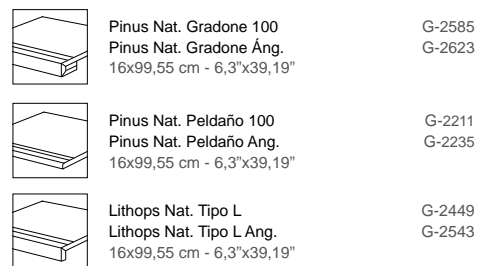 Pinus Nat. Gradone 100 G-2585
Pinus Nat. Gradone Áng. G-2623
16x99,55 cm - 6,3”x39,19”
Pinus Nat. Peldaño 100 G-2211
Pinus Nat. Peldaño Ang. G-2235
16x99,55 cm - 6,3”x39,19”
Lithops Nat. Tipo L G-2449
Lithops Nat. Tipo L Ang. G-2543
16x99,55 cm - 6,3”x39,19”